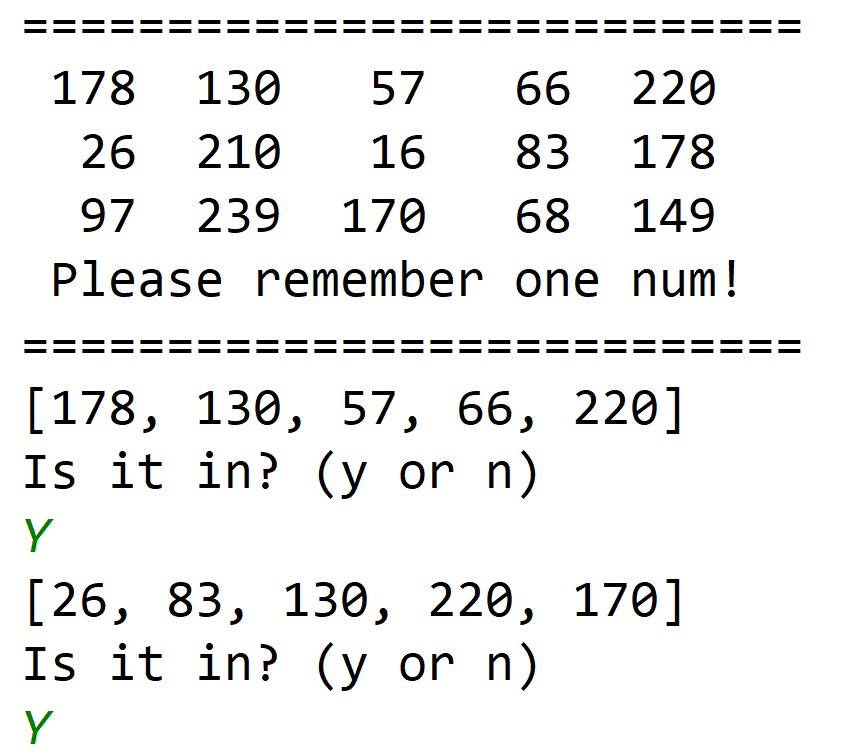 ===========================
178 130 57 66 220
26 210 16 83 178
97 239 170 68 149
Please remember one num!
===========================
[178, 130, 57, 66, 220]
Is it in? (y or n)
Y
[26, 83, 130, 220, 170]
Is it in? (y or n)
Y